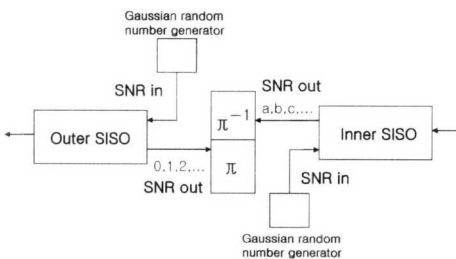 Gaussian random
number generator
SNR in
SNR out
π⁻¹
a,b,c,...
Outer SISO
Inner SISO
0,1,2,...
π
SNR out
SNR in
Gaussian random
number generator